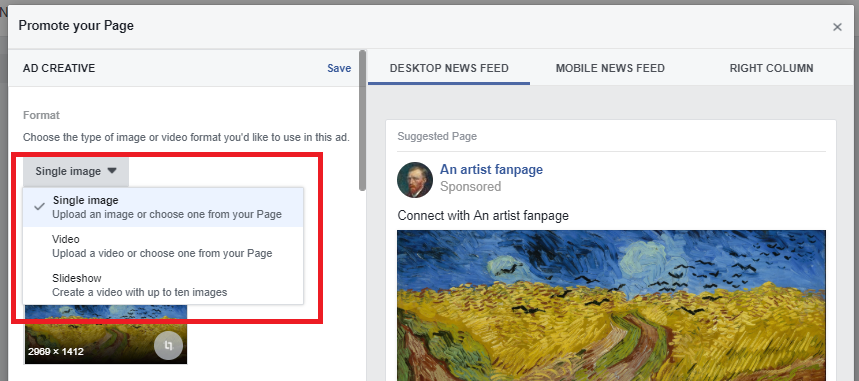 Promote your Page
×
AD CREATIVE
Save
DESKTOP NEWS FEED
MOBILE NEWS FEED
RIGHT COLUMN
Format
Choose the type of image or video format you'd like to use in this ad.
Single image
Single image
Upload an image or choose one from your Page
Video
Upload a video or choose one from your Page
Slideshow
Create a video with up to ten images
2969 × 1412
Suggested Page
An artist fanpage
Sponsored
Connect with An artist fanpage